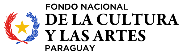 FONDO NACIONAL
DE LA CULTURA
Y LAS ARTES
PARAGUAY